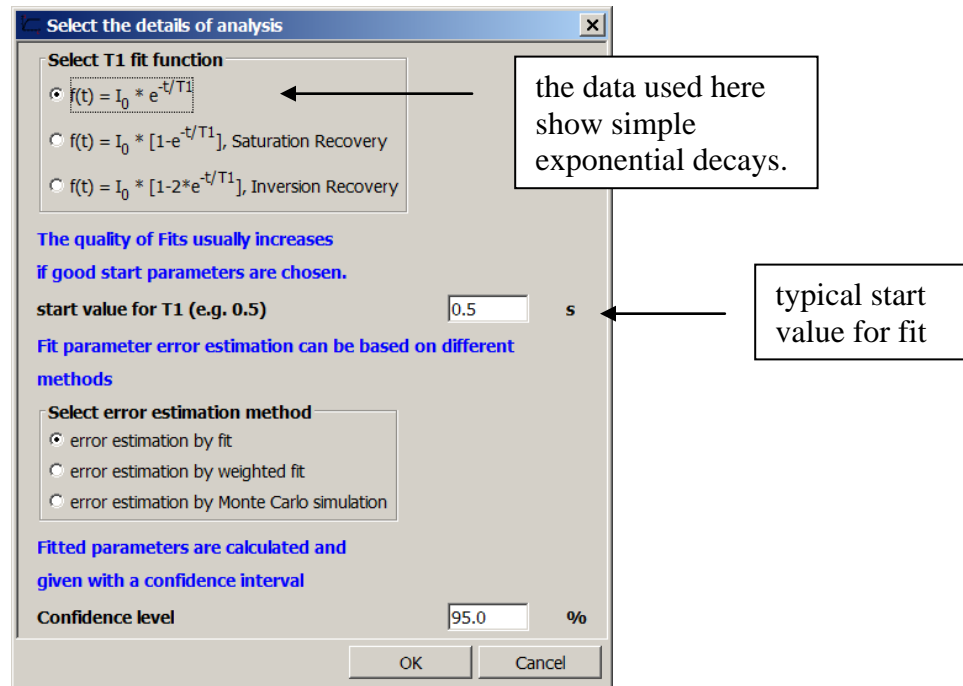 Select the details of analysis
Select T1 fit function
f(t) = I0 * e-t/T1
f(t) = I0 * [1-e-t/T1], Saturation Recovery
f(t) = I0 * [1-2*e-t/T1], Inversion Recovery
the data used here
show simple
exponential decays.
The quality of Fits usually increases
if good start parameters are chosen.
start value for T1 (e.g. 0.5) 0.5 s
typical start
value for fit
Fit parameter error estimation can be based on different
methods
Select error estimation method
error estimation by fit
error estimation by weighted fit
error estimation by Monte Carlo simulation
Fitted parameters are calculated and
given with a confidence interval
Confidence level 95.0 %
OK Cancel